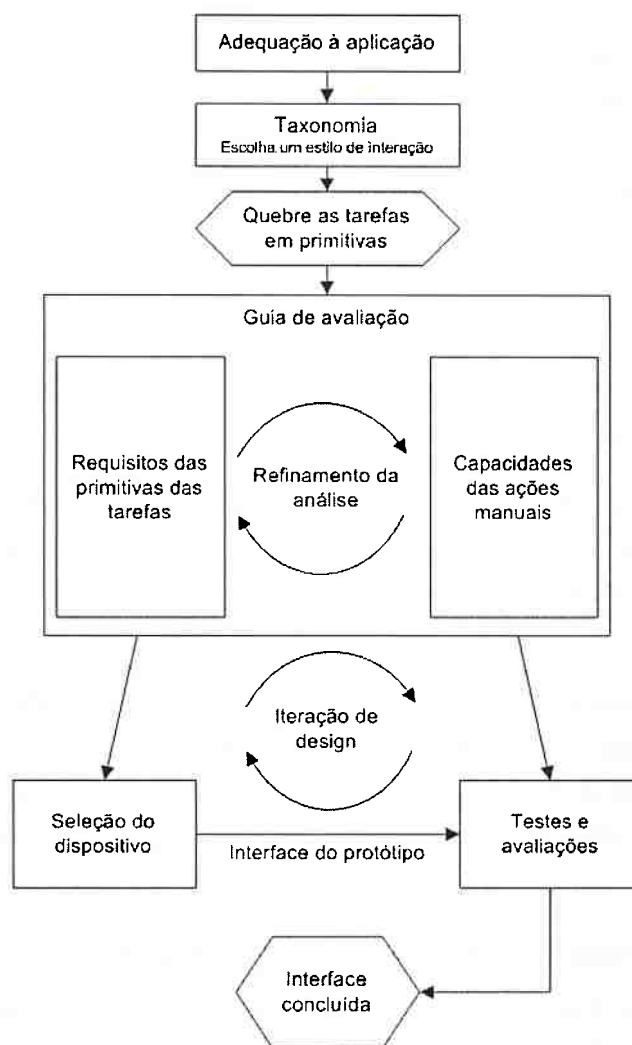 Adequação à aplicação
Taxonomia
Escolha um estilo de interação
Quebre as tarefas
em primitivas
Guia de avaliação
Requisitos das
primitivas das
tarefas
Refinamento da
análise
Capacidades
das ações
manuais
Iteração de
design
Seleção do
dispositivo
Interface do protótipo
Testes e
avaliações
Interface
concluída